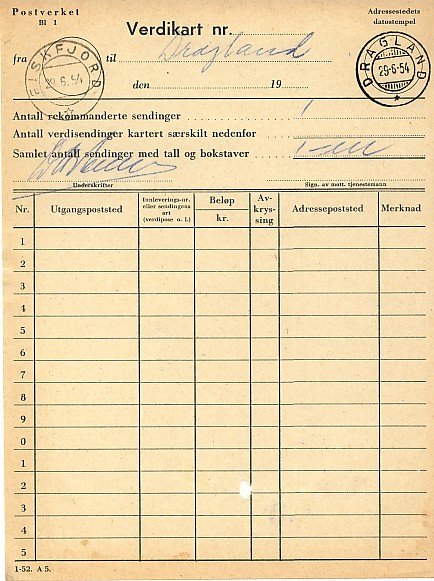 Postverket
Bl 1
Verdikart nr.
Adressestedets
datostempel
fra
til Dragland
FISKFJORD
29.6.54
DRAGLAND
29-6-54
den 19
Antall rekommanderte sendinger 1
Antall verdisendinger kartert særskilt nedenfor
Samlet antall sendinger med tall og bokstaver 1 - en
Underskrifter
Sign. av mott. tjenestemann
Nr. Utgangspoststed Innleverings-nr. eller sendingens art (verdipose o. l.) Beløp kr. Av-krys-sing Adressepoststed Merknad
1
2
3
4
5
6
7
8
9
0
1
2
3
4
5
1-52. A 5.